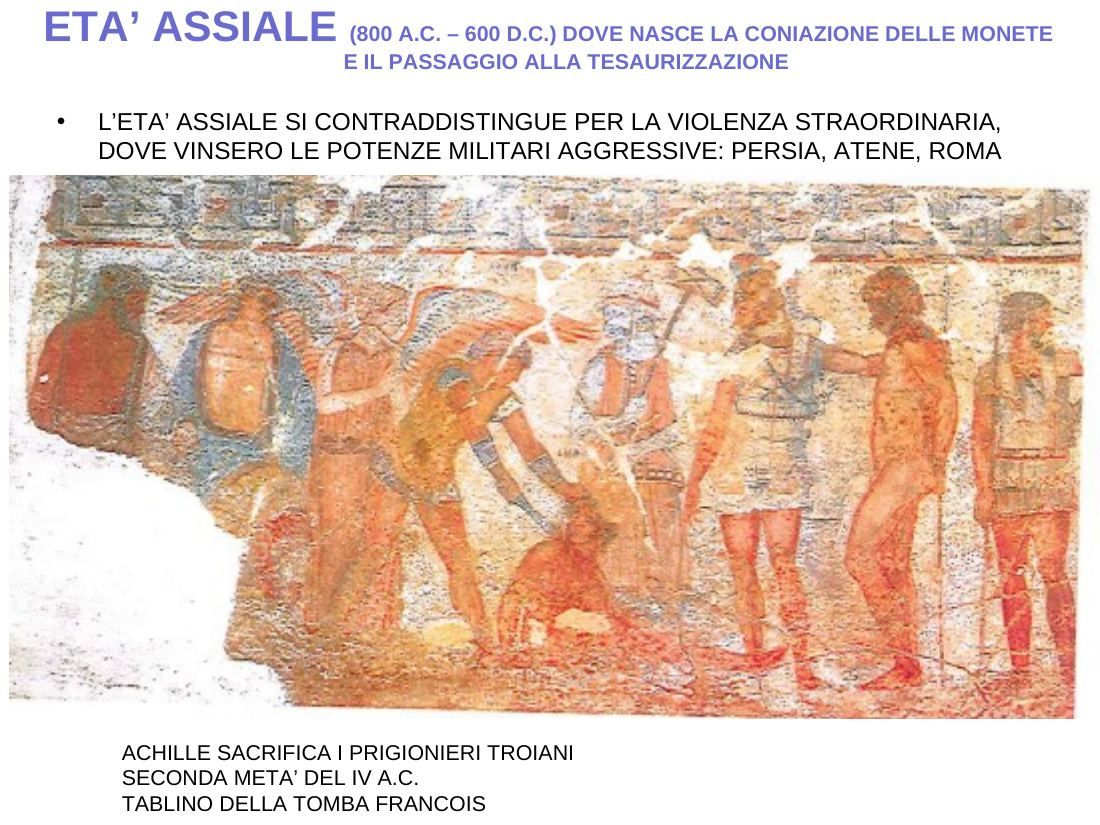 ETA’ ASSIALE (800 A.C. – 600 D.C.) DOVE NASCE LA CONIAZIONE DELLE MONETE
E IL PASSAGGIO ALLA TESAURIZZAZIONE
• L’ETA’ ASSIALE SI CONTRADDISTINGUE PER LA VIOLENZA STRAORDINARIA,
DOVE VINSERO LE POTENZE MILITARI AGGRESSIVE: PERSIA, ATENE, ROMA
ACHILLE SACRIFICA I PRIGIONIERI TROIANI
SECONDA META’ DEL IV A.C.
TABLINO DELLA TOMBA FRANCOIS